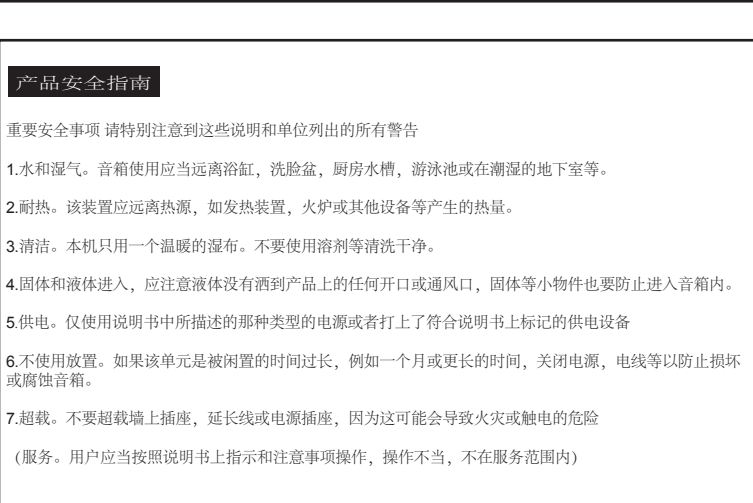 产品安全指南
重要安全事项 请特别注意到这些说明和单位列出的所有警告
1.水和湿气。音箱使用应当远离浴缸，洗脸盆，厨房水槽，游泳池或在潮湿的地下室等。
2.耐热。该装置应远离热源，如发热装置，火炉或其他设备等产生的热量。
3.清洁。本机只用一个温暖的湿布。不要使用溶剂等清洗干净。
4.固体和液体进入，应注意液体没有洒到产品上的任何开口或通风口，固体等小物件也要防止进入音箱内。
5.供电。仅使用说明书中所描述的那种类型的电源或者打上了符合说明书上标记的供电设备
6.不使用放置。如果该单元是被闲置的时间过长，例如一个月或更长的时间，关闭电源，电线等以防止损坏
或腐蚀音箱。
7.超载。不要超载墙上插座，延长线或电源插座，因为这可能会导致火灾或触电的危险
（服务。用户应当按照说明书上指示和注意事项操作，操作不当，不在服务范围内）